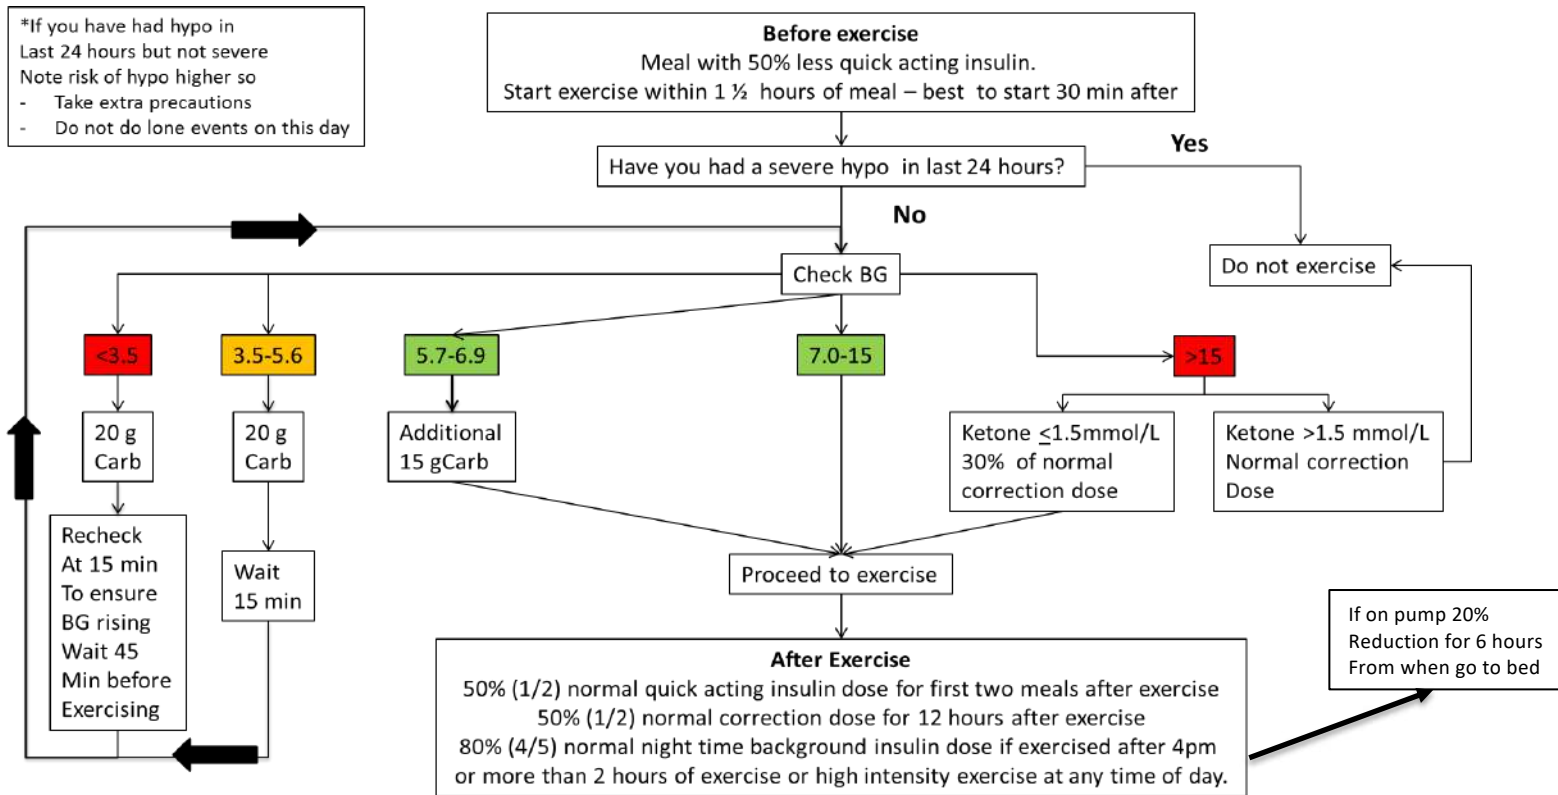 *If you have had hypo in
Last 24 hours but not severe
Note risk of hypo higher so
- Take extra precautions
- Do not do lone events on this day
Before exercise
Meal with 50% less quick acting insulin.
Start exercise within 1 ½ hours of meal – best to start 30 min after
Have you had a severe hypo in last 24 hours?
Yes
No
Check BG
Do not exercise
<3.5
3.5-5.6
5.7-6.9
7.0-15
>15
20 g
Carb
20 g
Carb
Additional
15 gCarb
Ketone ≤1.5mmol/L
30% of normal
correction dose
Ketone >1.5 mmol/L
Normal correction
Dose
Recheck
At 15 min
To ensure
BG rising
Wait 45
Min before
Exercising
Wait
15 min
Proceed to exercise
After Exercise
50% (1/2) normal quick acting insulin dose for first two meals after exercise
50% (1/2) normal correction dose for 12 hours after exercise
80% (4/5) normal night time background insulin dose if exercised after 4pm
or more than 2 hours of exercise or high intensity exercise at any time of day.
If on pump 20%
Reduction for 6 hours
From when go to bed